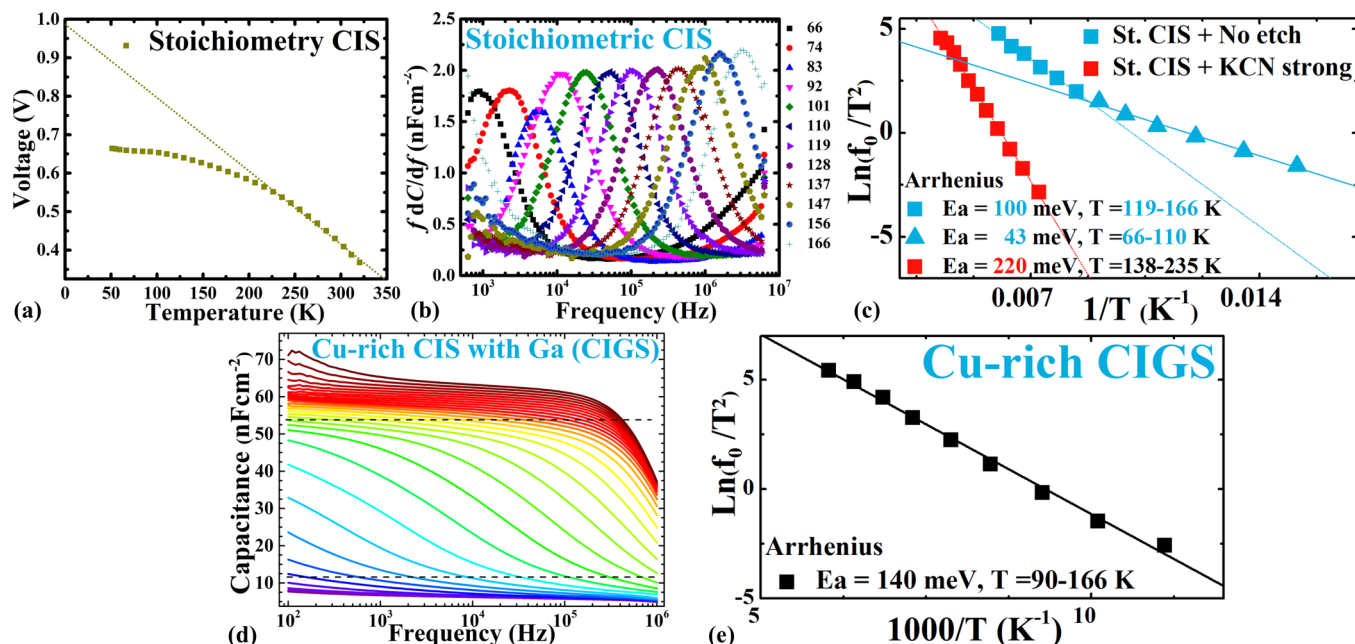 Stoichiometry CIS
Voltage (V)
1.0
0.9
0.8
0.7
0.6
0.5
0.4
0 50 100 150 200 250 300 350
Temperature (K)
(a)
Stoichiometric CIS
f dC/df (nFcm-2)
2.5
2.0
1.5
1.0
0.5
0.0
10³ 10⁴ 10⁵ 10⁶ 10⁷
Frequency (Hz)
66
74
83
92
101
110
119
128
137
147
156
166
(b)
St. CIS + No etch
St. CIS + KCN strong
Ln(f₀/T²)
5
0
-5
Arrhenius
Ea = 100 meV, T =119-166 K
Ea = 43 meV, T =66-110 K
Ea = 220 meV, T =138-235 K
0.007 0.014
1/T (K-1)
(c)
Cu-rich CIS with Ga (CIGS)
Capacitance (nFcm-2)
70
60
50
40
30
20
10
10² 10³ 10⁴ 10⁵ 10⁶
Frequency (Hz)
(d)
Cu-rich CIGS
Ln(f₀/T²)
5
0
-5
Arrhenius
Ea = 140 meV, T =90-166 K
5 10
1000/T (K-1)
(e)